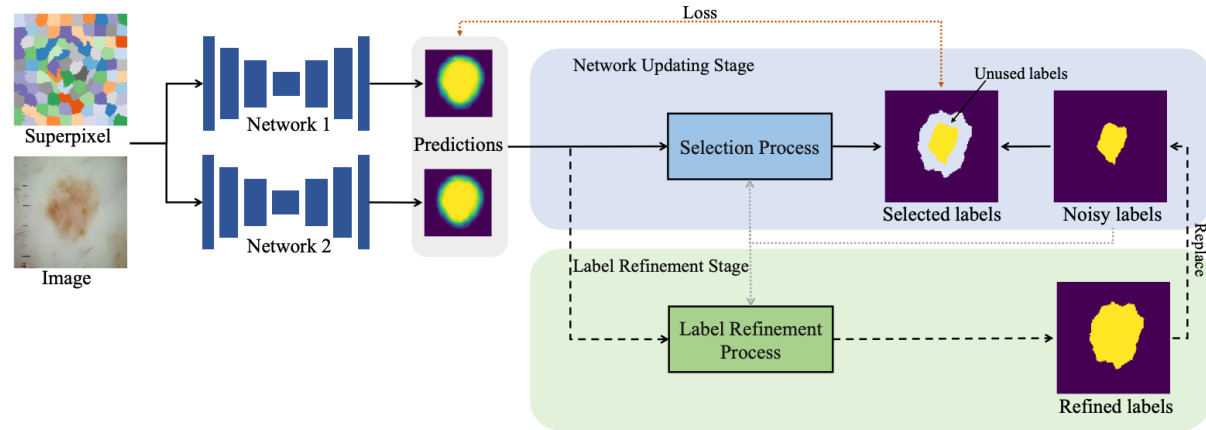 Loss
Network Updating Stage
Unused labels
Superpixel
Network 1
Predictions
Selection Process
Selected labels
Noisy labels
Network 2
Image
Replace
Label Refinement Stage
Label Refinement
Process
Refined labels